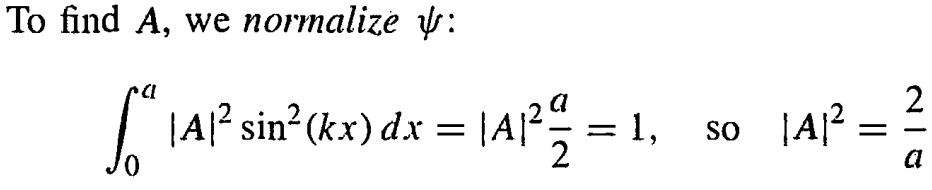 To find A, we normalize ψ:
∫₀ᵃ |A|² sin²(kx) dx = |A|² a/2 = 1, so |A|² = 2/a